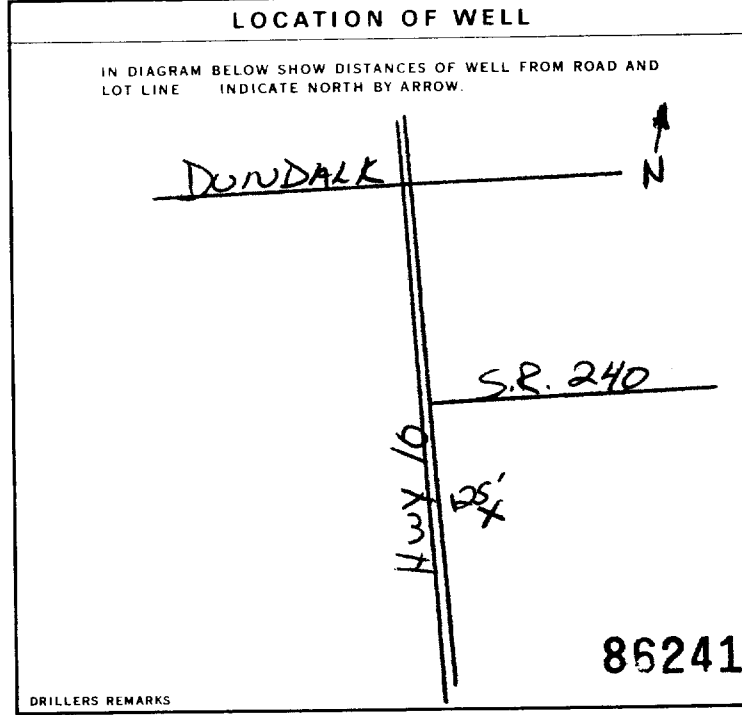 LOCATION OF WELL
IN DIAGRAM BELOW SHOW DISTANCES OF WELL FROM ROAD AND
LOT LINE INDICATE NORTH BY ARROW.
DUNDALK
N
S.R. 240
HWY 10
25'
X
86241
DRILLERS REMARKS